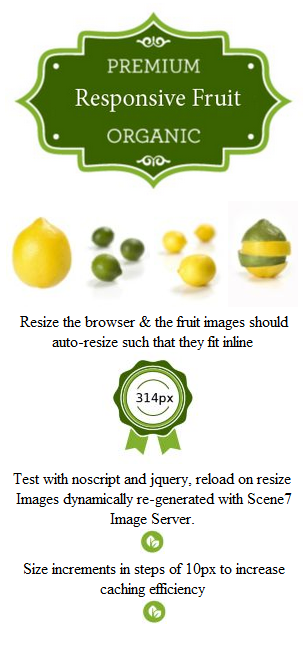 PREMIUM
Responsive Fruit
ORGANIC
Resize the browser & the fruit images should
auto-resize such that they fit inline
314px
Test with noscript and jquery, reload on resize
Images dynamically re-generated with Scene7
Image Server.
Size increments in steps of 10px to increase
caching efficiency